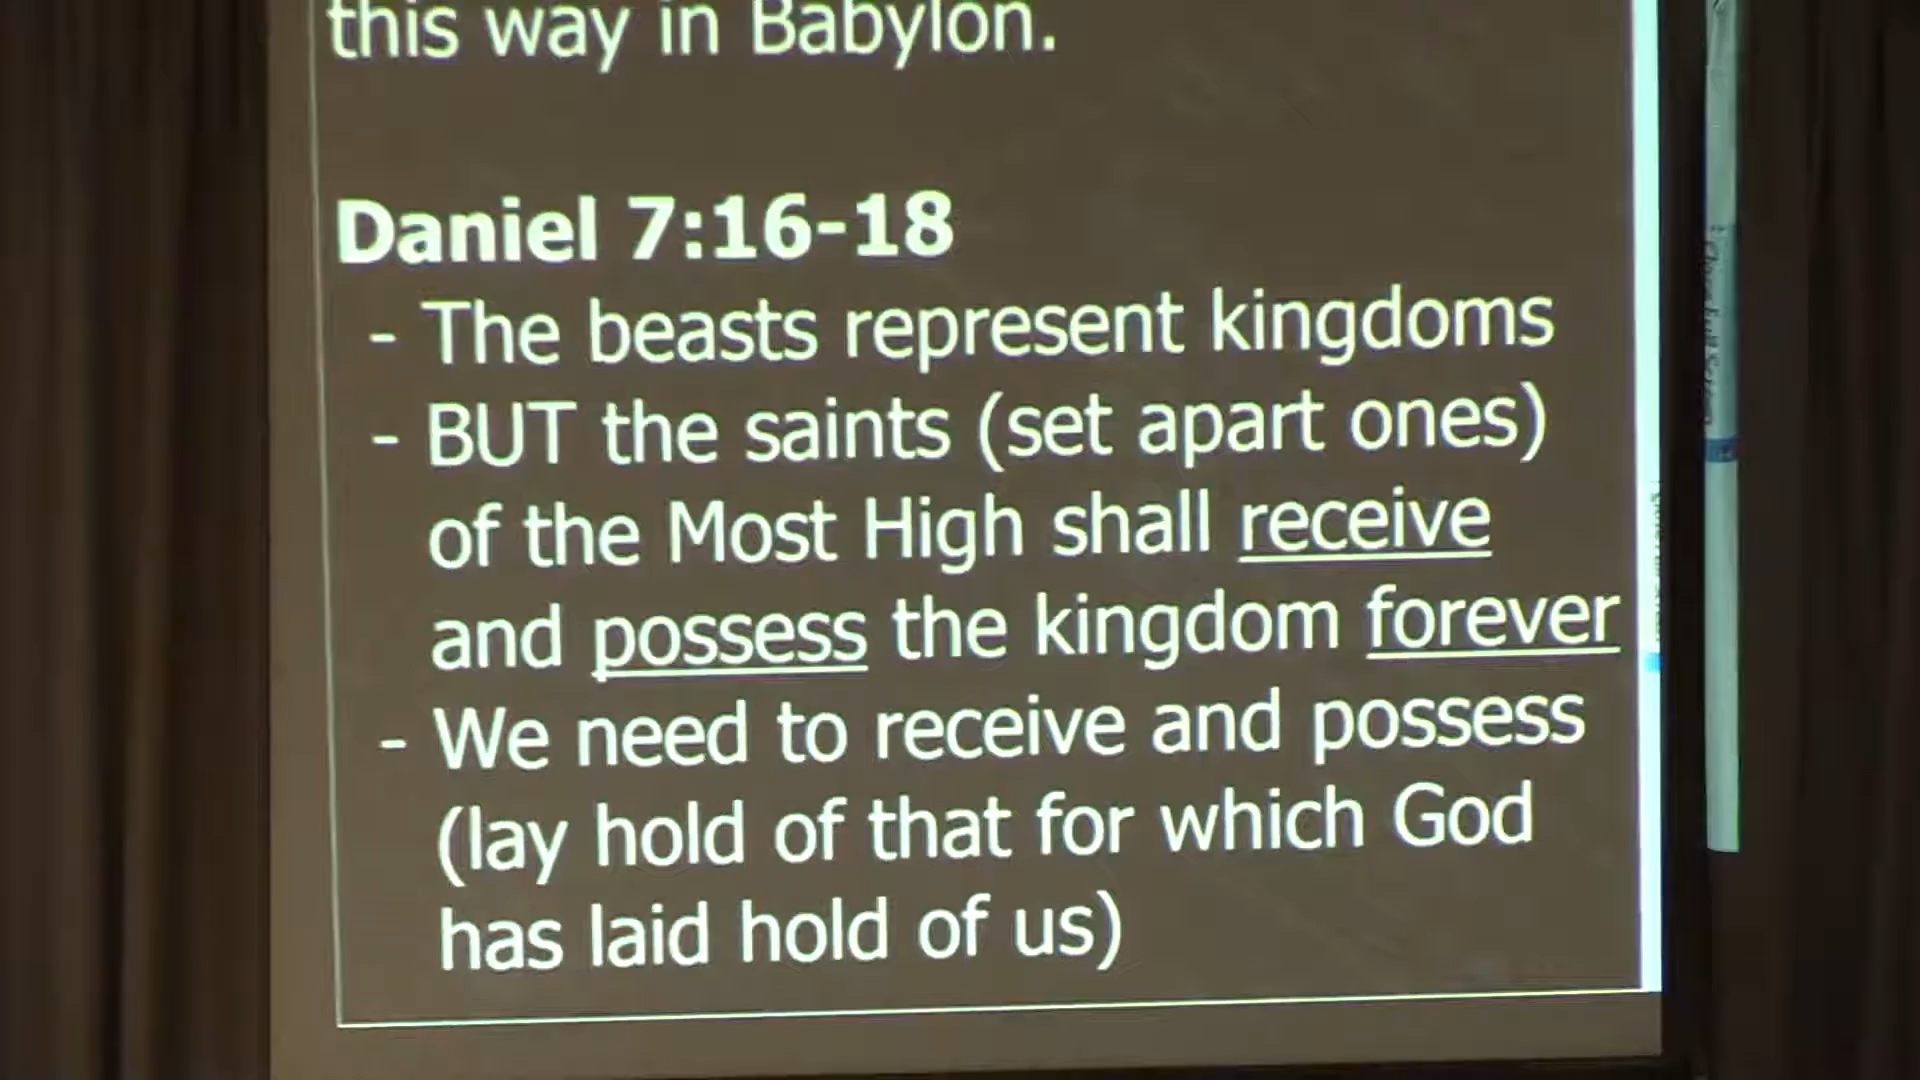 this way in Babylon.
Daniel 7:16-18
- The beasts represent kingdoms
- BUT the saints (set apart ones)
of the Most High shall receive
and possess the kingdom forever
- We need to receive and possess
(lay hold of that for which God
has laid hold of us)